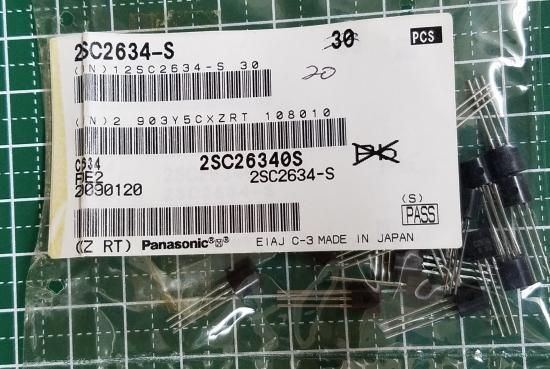 2SC2634-S 30 PCS
20
(1N)12SC2634-S 30
(1N)2 903Y5CXZRT 108010
C634 2SC26340S
RE2 2SC2634-S
2090120
(S)
PASS
(Z RT) Panasonic EIAJ C-3 MADE IN JAPAN